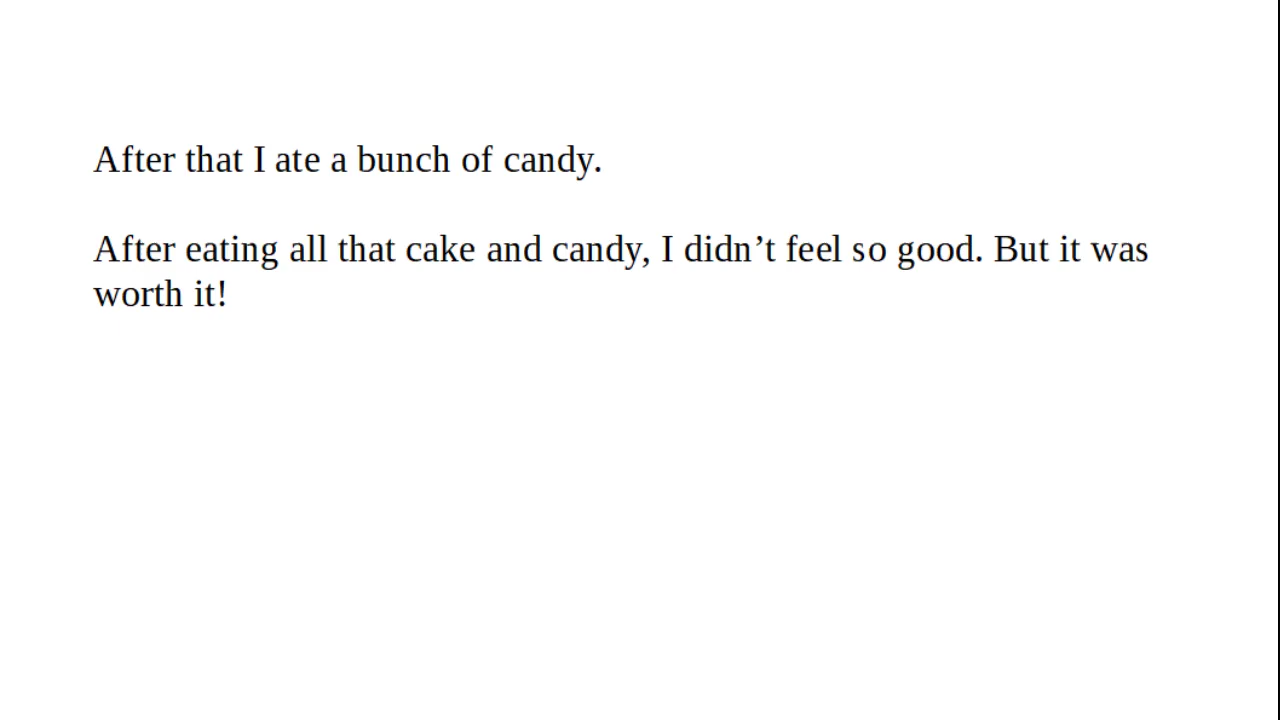 After that I ate a bunch of candy.
After eating all that cake and candy, I didn’t feel so good. But it was
worth it!